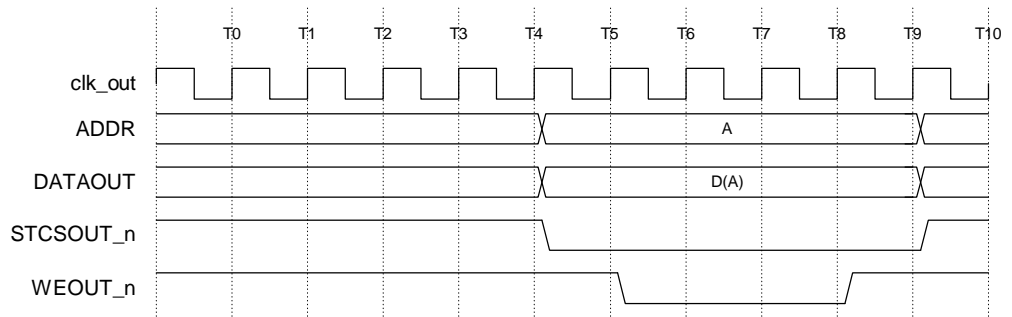 T0 T1 T2 T3 T4 T5 T6 T7 T8 T9 T10
clk_out
ADDR A
DATAOUT D(A)
STCSOUT_n
WEOUT_n